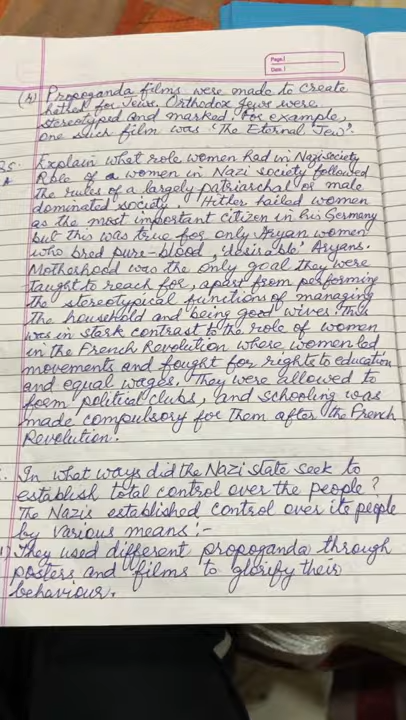 Page:
Date:
(h) Propoganda films were made to create
hatred for Jews, Orthodox Jews were
stereotyped and marked. For example,
one such film was 'The Eternal Jew'.
Explain what role women had in Nazi society
A Role of a women in Nazi society followed
the rules of a largely patriarchal or male
dominated society. Hitler hailed women
as the most important citizen in his Germany
but this was true for only Aryan women
who bred pure-blood, 'desirable' Aryans.
Motherhood was the only goal they were
taught to reach for, apart from performing
the stereotypical functions of managing
the household and being good wives. This
was in stark contrast to the role of women
in the French Revolution where women led
movements and fought for rights to education
and equal wages. They were allowed to
form political clubs, and schooling was
made compulsory for them after the French
Revolution.
In what ways did the Nazi state seek to
establish total control over the people?
The Nazis established control over its people
by various means:-
They used different propoganda through
posters and films to glorify their
behaviour.